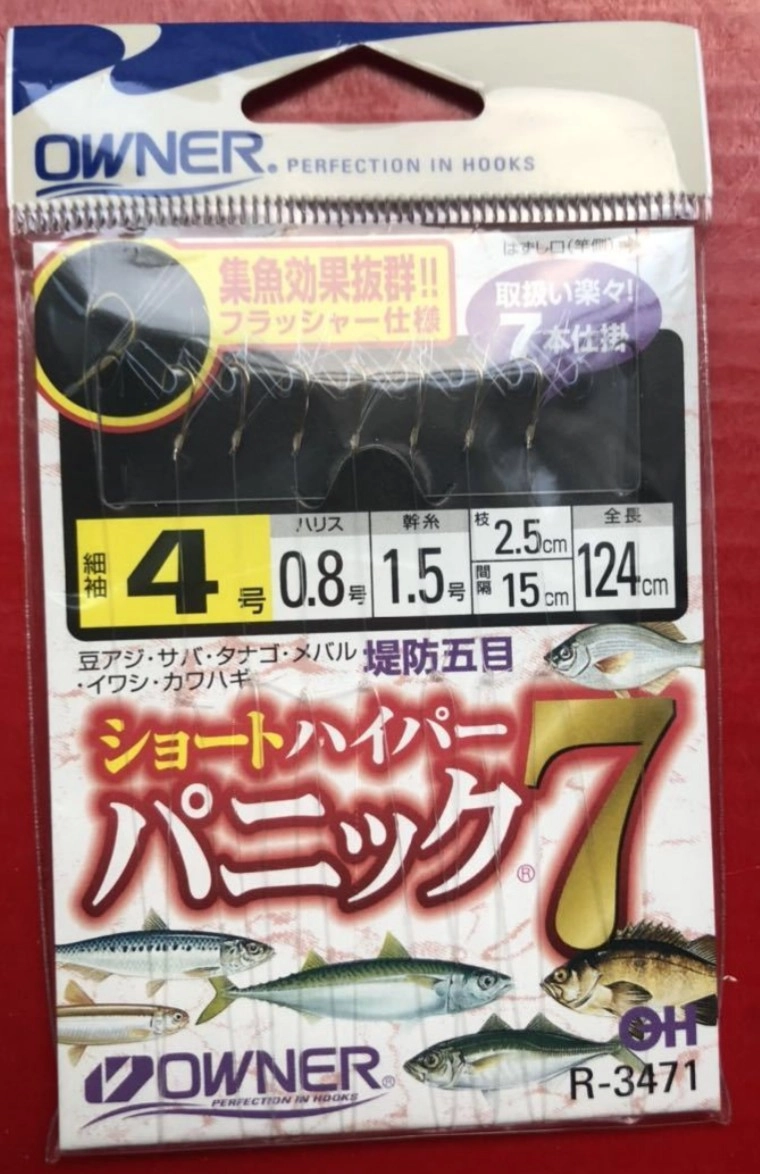 OWNER. PERFECTION IN HOOKS
はずし口(竿側)
集魚効果抜群!!
フラッシャー仕様
取扱い楽々!
7本仕掛
細袖 4号
ハリス 0.8号
幹糸 1.5号
枝 2.5cm
間隔 15cm
全長 124cm
豆アジ・サバ・タナゴ・メバル
・イワシ・カワハギ
堤防五目
ショートハイパー
パニック® 7
OH
OWNER®
PERFECTION IN HOOKS
R-3471